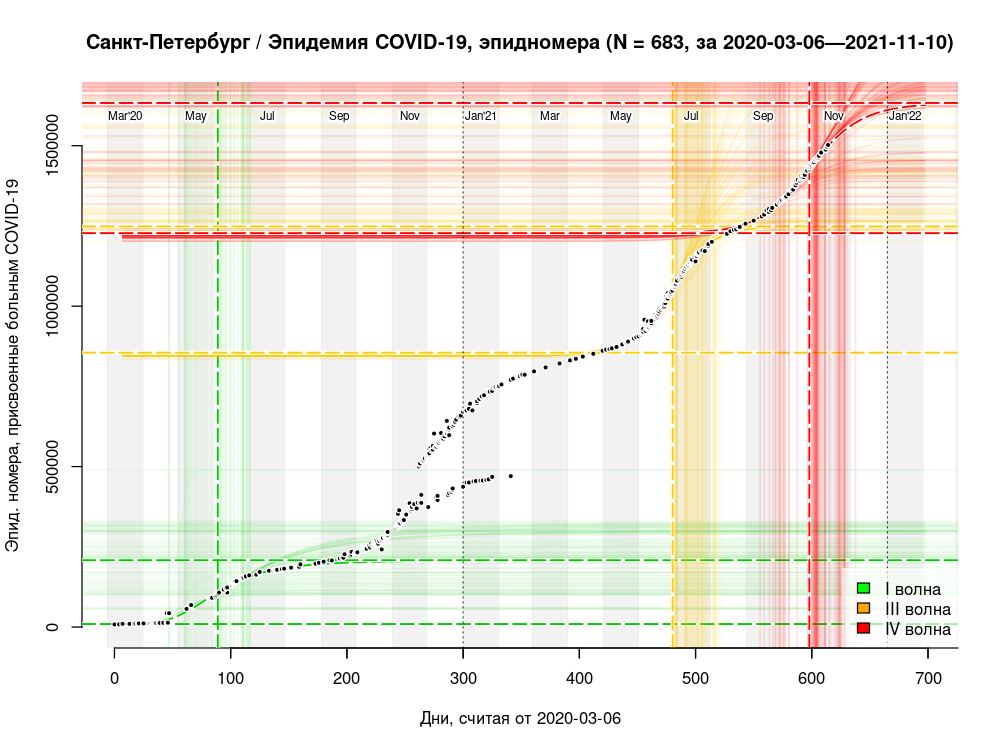 Санкт-Петербург / Эпидемия COVID-19, эпидномера (N = 683, за 2020-03-06—2021-11-10)
Mar'20 May Jul Sep Nov Jan'21 Mar May Jul Sep Nov Jan'22
Эпид. номера, присвоенные больным COVID-19
1500000
1000000
500000
0
I волна
III волна
IV волна
0 100 200 300 400 500 600 700
Дни, считая от 2020-03-06